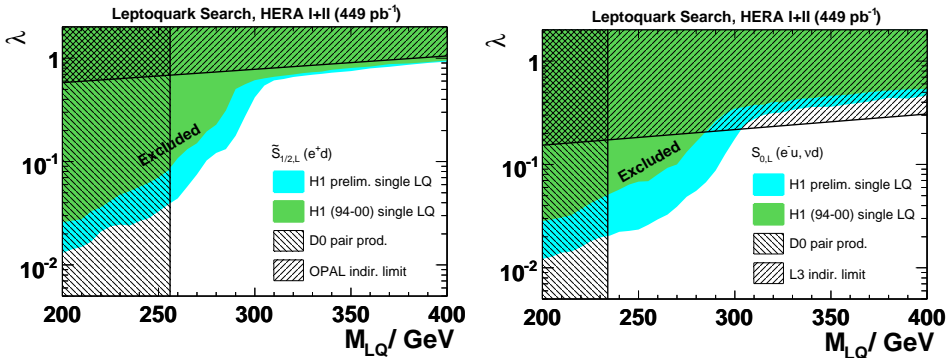 Leptoquark Search, HERA I+II (449 pb⁻¹)
λ
1
10⁻¹
10⁻²
Excluded
S̃₁/₂,L (e⁺d)
H1 prelim. single LQ
H1 (94-00) single LQ
D0 pair prod.
OPAL indir. limit
200 250 300 350 400
M_LQ/ GeV
Leptoquark Search, HERA I+II (449 pb⁻¹)
λ
1
10⁻¹
10⁻²
Excluded
S₀,L (e⁻u, νd)
H1 prelim. single LQ
H1 (94-00) single LQ
D0 pair prod.
L3 indir. limit
200 250 300 350 400
M_LQ/ GeV